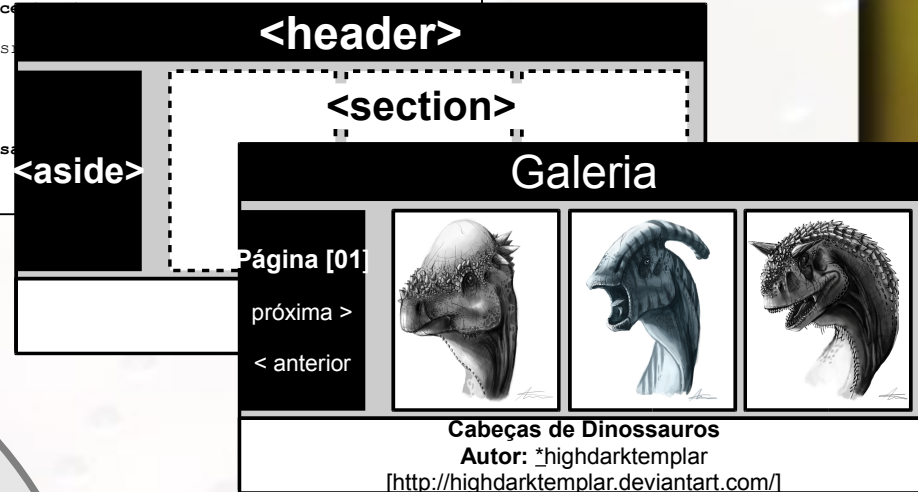 <header>
<section>
<aside>
Galeria
Página [01]
próxima >
< anterior
Cabeças de Dinossauros
Autor: *highdarktemplar
[http://highdarktemplar.deviantart.com/]